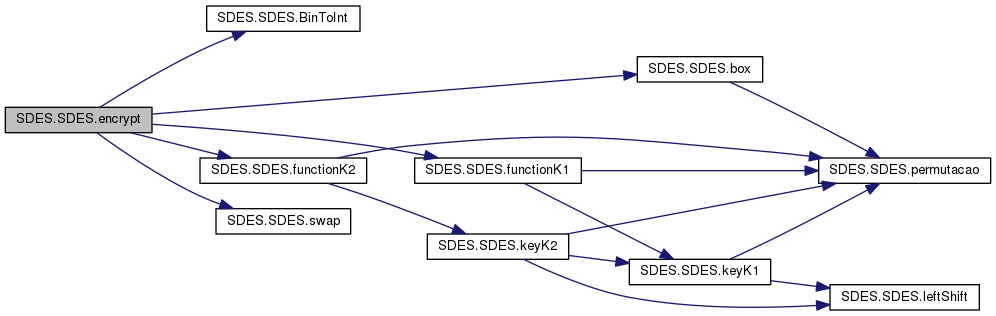 SDES.SDES.BinToInt
SDES.SDES.box
SDES.SDES.encrypt
SDES.SDES.functionK2
SDES.SDES.functionK1
SDES.SDES.permutacao
SDES.SDES.swap
SDES.SDES.keyK2
SDES.SDES.keyK1
SDES.SDES.leftShift